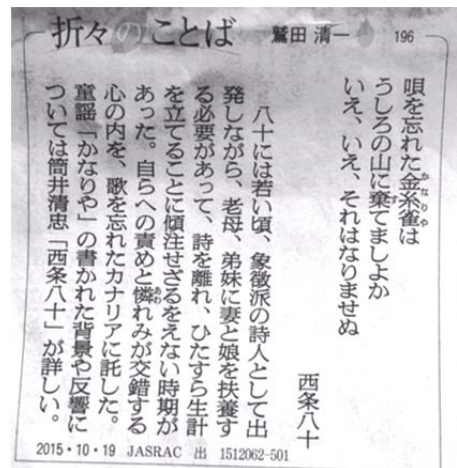 折々のことば 鷲田 清一 196
唄を忘れた金糸雀は
うしろの山に棄てましよか
いえ、いえ、それはなりませぬ
西条八十
八十には若い頃、象徴派の詩人として出
発しながら、老母、弟妹に妻と娘を扶養す
る必要があって、詩を離れ、ひたすら生計
を立てることに傾注せざるをえない時期が
あった。自らへの責めと憐れみが交錯する
心の内を、歌を忘れたカナリアに託した。
童謡「かなりや」の書かれた背景や反響に
ついては筒井清忠「西条八十」が詳しい。
2015・10・19 JASRAC 出 1512062-501